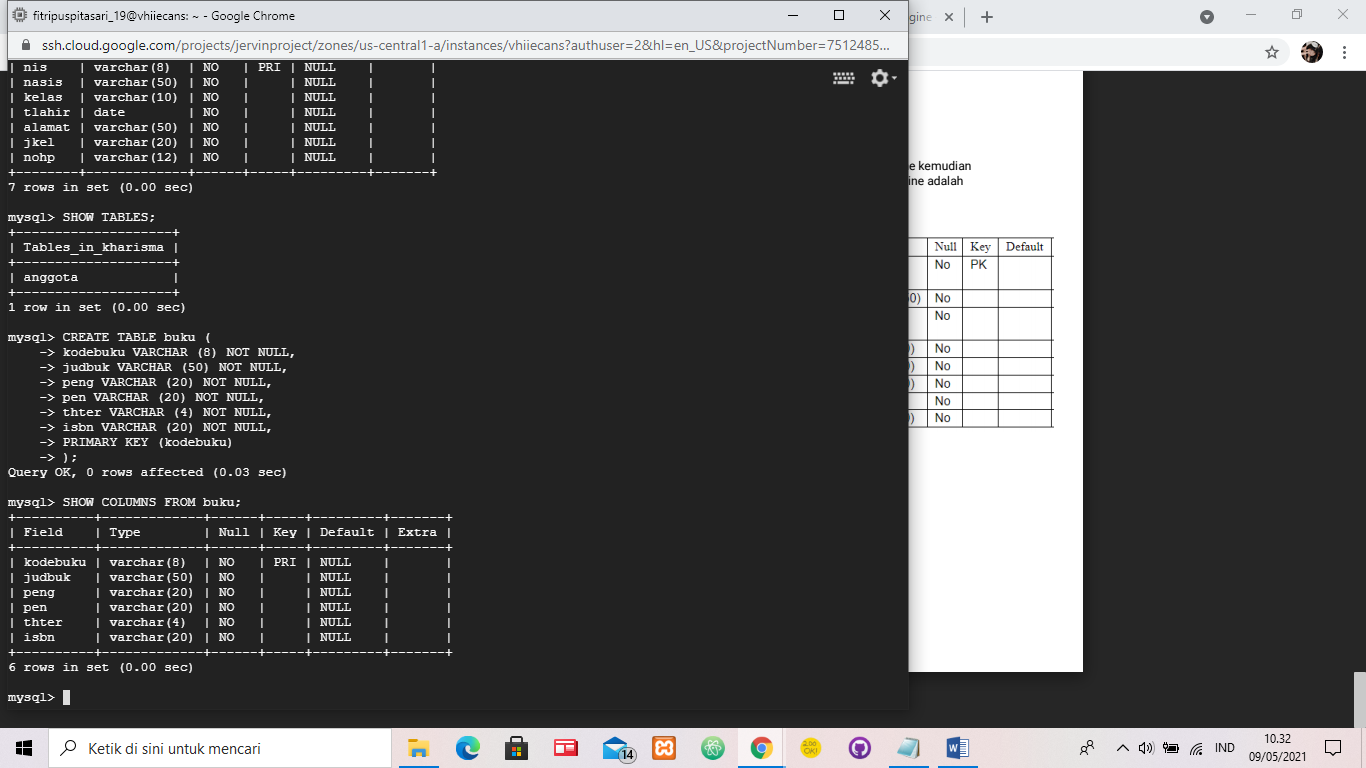 fitripuspitasari_19@vhiiecans: ~ - Google Chrome
ssh.cloud.google.com/projects/jervinproject/zones/us-central1-a/instances/vhiiecans?authuser=2&hl=en_US&projectNumber=7512485...
| nis    | varchar(8)  | NO   | PRI | NULL    |       |
| nasis  | varchar(50) | NO   |     | NULL    |       |
| kelas  | varchar(10) | NO   |     | NULL    |       |
| tlahir | date        | NO   |     | NULL    |       |
| alamat | varchar(50) | NO   |     | NULL    |       |
| jkel   | varchar(20) | NO   |     | NULL    |       |
| nohp   | varchar(12) | NO   |     | NULL    |       |
+--------+-------------+------+-----+---------+-------+
7 rows in set (0.00 sec)
mysql> SHOW TABLES;
+--------------------+
| Tables_in_kharisma |
+--------------------+
| anggota            |
+--------------------+
1 row in set (0.00 sec)
mysql> CREATE TABLE buku (
    -> kodebuku VARCHAR (8) NOT NULL,
    -> judbuk VARCHAR (50) NOT NULL,
    -> peng VARCHAR (20) NOT NULL,
    -> pen VARCHAR (20) NOT NULL,
    -> thter VARCHAR (4) NOT NULL,
    -> isbn VARCHAR (20) NOT NULL,
    -> PRIMARY KEY (kodebuku)
    -> );
Query OK, 0 rows affected (0.03 sec)
mysql> SHOW COLUMNS FROM buku;
+----------+-------------+------+-----+---------+-------+
| Field    | Type        | Null | Key | Default | Extra |
+----------+-------------+------+-----+---------+-------+
| kodebuku | varchar(8)  | NO   | PRI | NULL    |       |
| judbuk   | varchar(50) | NO   |     | NULL    |       |
| peng     | varchar(20) | NO   |     | NULL    |       |
| pen      | varchar(20) | NO   |     | NULL    |       |
| thter    | varchar(4)  | NO   |     | NULL    |       |
| isbn     | varchar(20) | NO   |     | NULL    |       |
+----------+-------------+------+-----+---------+-------+
6 rows in set (0.00 sec)
mysql>
gine
e kemudian
ine adalah
Null Key Default
No PK
0) No
No
) No
) No
) No
No
) No
Ketik di sini untuk mencari
14
IND
10.32
09/05/2021